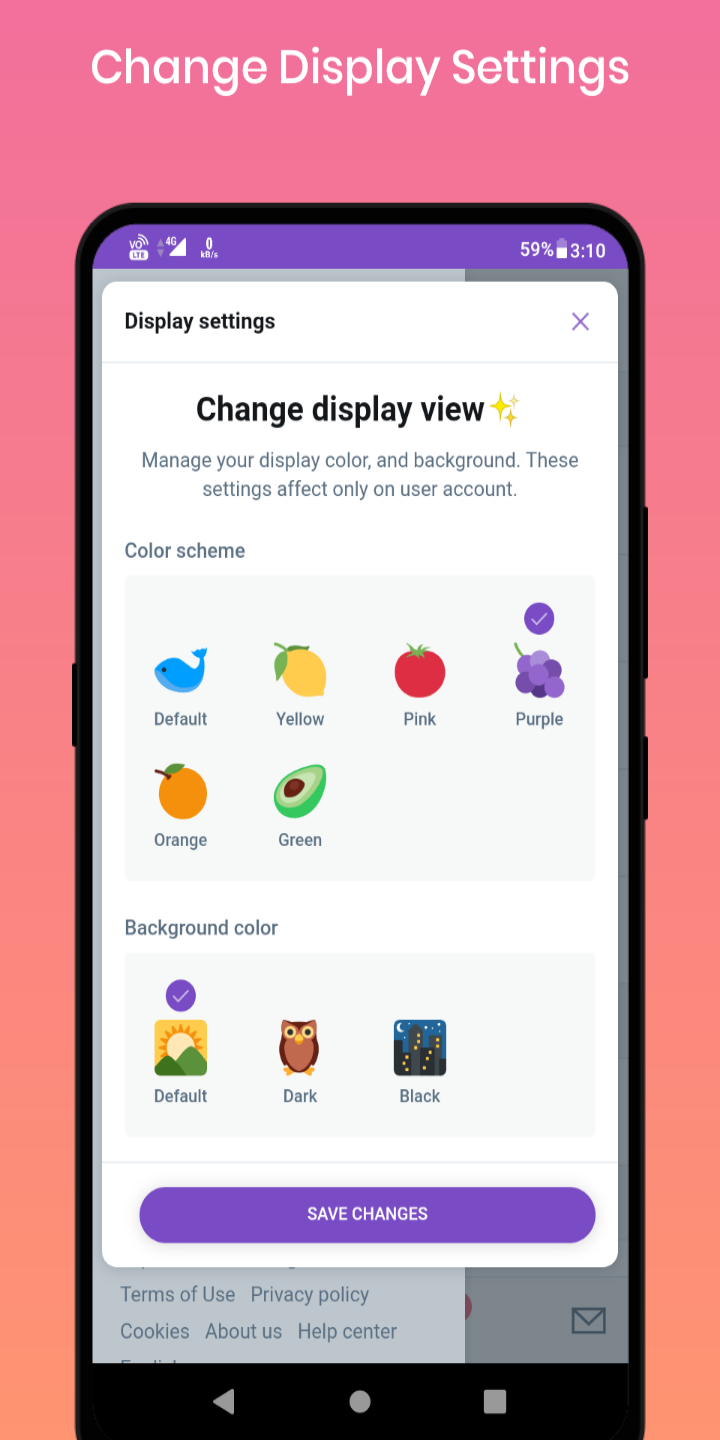 Change Display Settings
VO LTE 4G 0 kB/s 59% 3:10
Display settings
Change display view✨
Manage your display color, and background. These
settings affect only on user account.
Color scheme
Default Yellow Pink Purple
Orange Green
Background color
Default Dark Black
SAVE CHANGES
Terms of Use Privacy policy
Cookies About us Help center